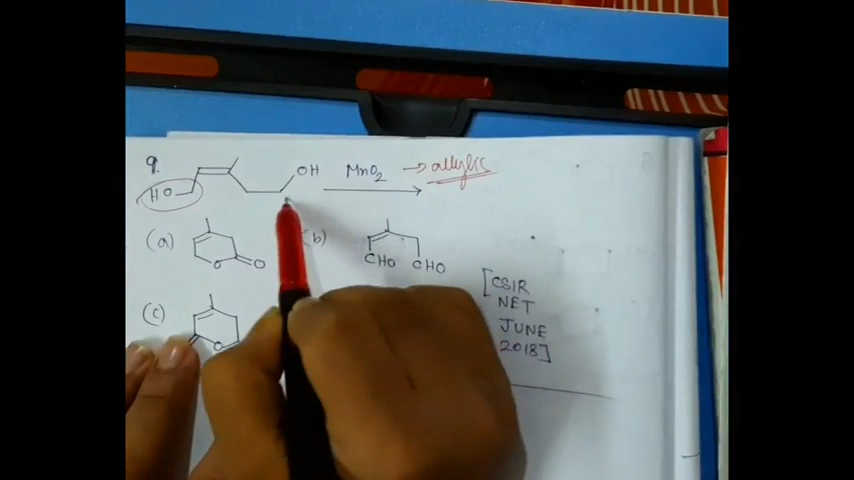 9.
HO OH MnO2 → allylic
(a) O O (b) CHO CHO
[CSIR
NET
JUNE
2018]
(c) O